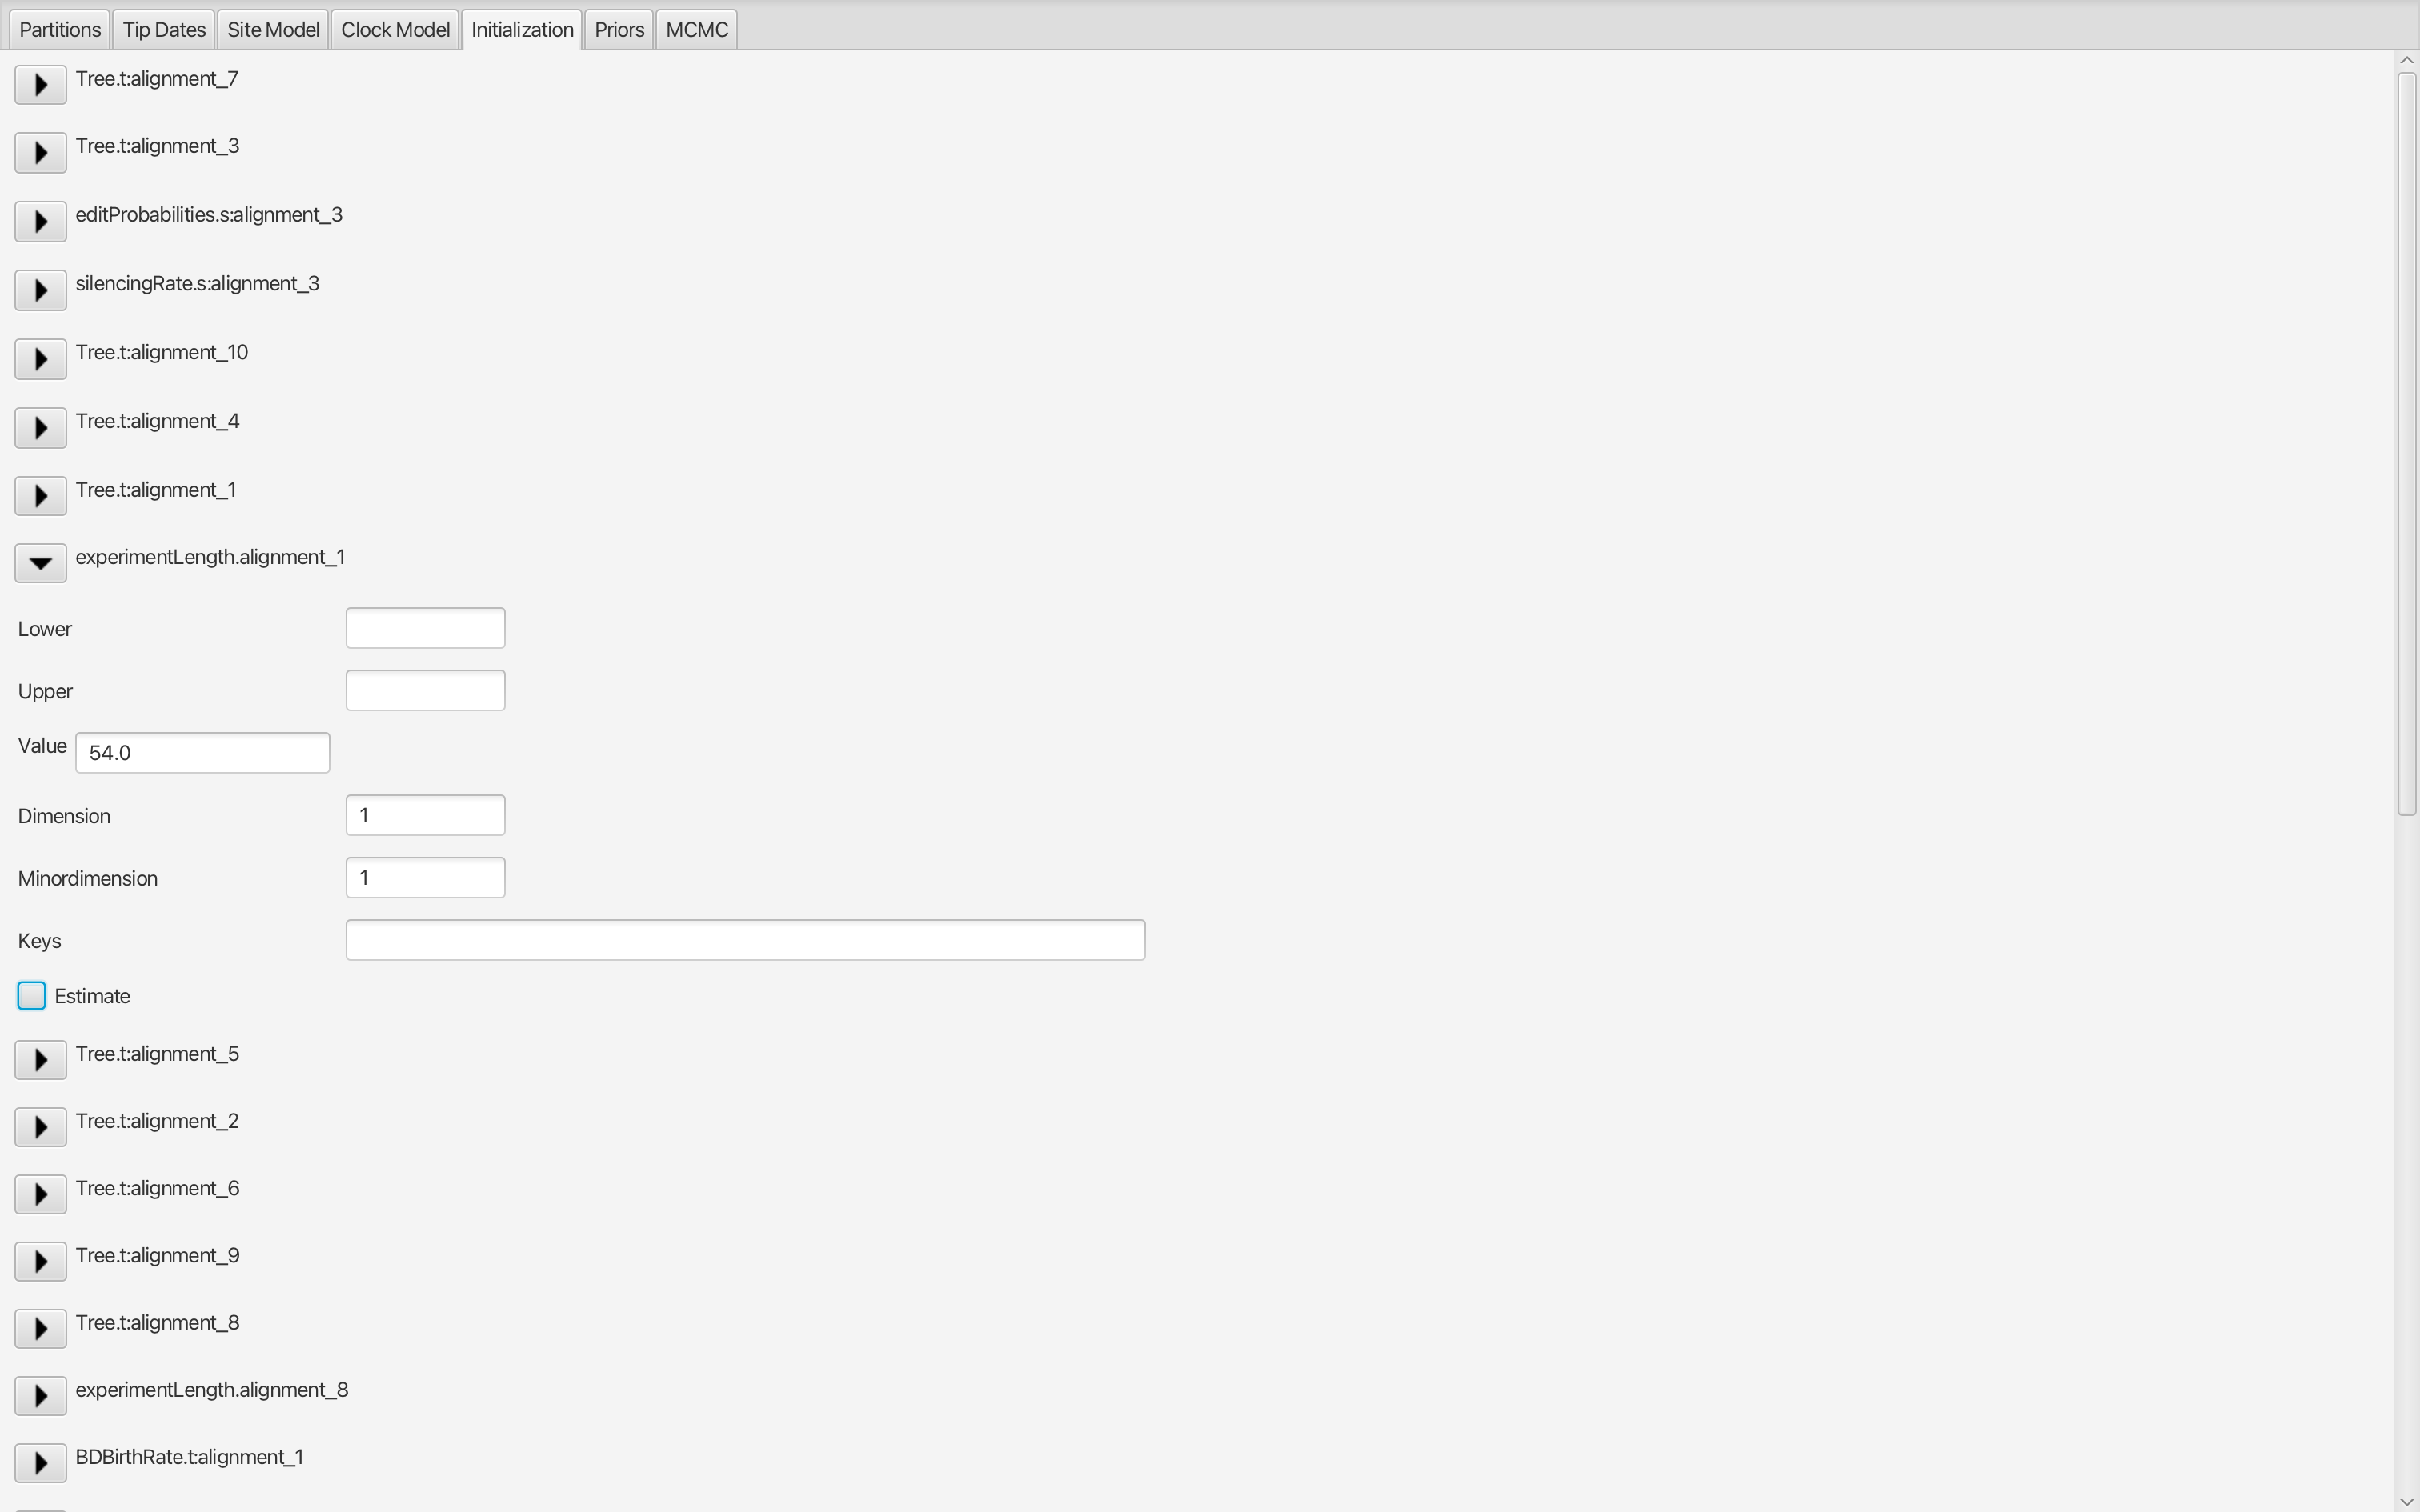 Partitions Tip Dates Site Model Clock Model Initialization Priors MCMC
Tree.t:alignment_7
Tree.t:alignment_3
editProbabilities.s:alignment_3
silencingRate.s:alignment_3
Tree.t:alignment_10
Tree.t:alignment_4
Tree.t:alignment_1
experimentLength.alignment_1
Lower
Upper
Value 54.0
Dimension 1
Minordimension 1
Keys
Estimate
Tree.t:alignment_5
Tree.t:alignment_2
Tree.t:alignment_6
Tree.t:alignment_9
Tree.t:alignment_8
experimentLength.alignment_8
BDBirthRate.t:alignment_1